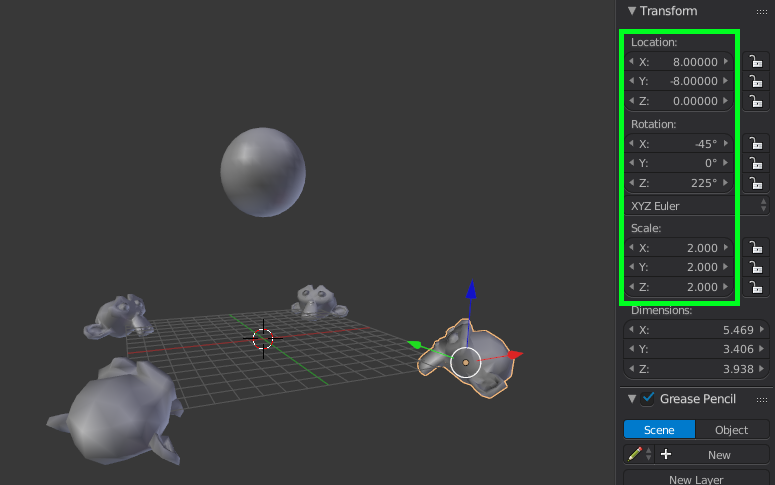 Transform
Location:
X: 8.00000
Y: -8.00000
Z: 0.00000
Rotation:
X: -45°
Y: 0°
Z: 225°
XYZ Euler
Scale:
X: 2.000
Y: 2.000
Z: 2.000
Dimensions:
X: 5.469
Y: 3.406
Z: 3.938
Grease Pencil
Scene Object
New
New Layer